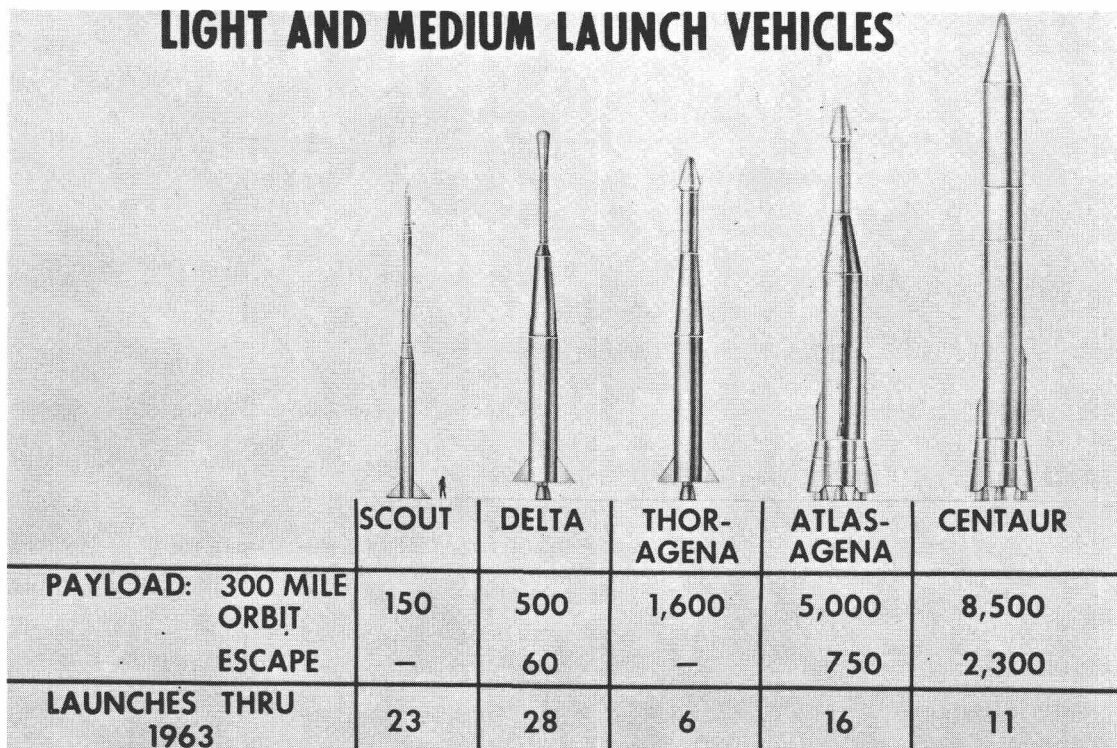 LIGHT AND MEDIUM LAUNCH VEHICLES
SCOUT DELTA THOR- ATLAS- CENTAUR
AGENA AGENA
PAYLOAD: 300 MILE 150 500 1,600 5,000 8,500
ORBIT
ESCAPE – 60 – 750 2,300
LAUNCHES THRU 23 28 6 16 11
1963